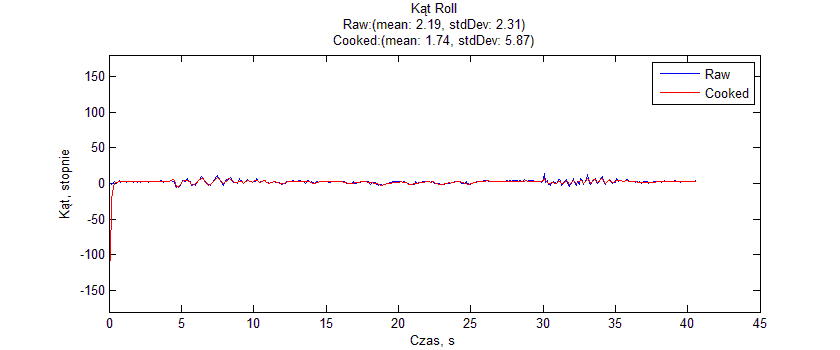 Kąt Roll
Raw:(mean: 2.19, stdDev: 2.31)
Cooked:(mean: 1.74, stdDev: 5.87)
Raw
Cooked
150
100
50
0
-50
-100
-150
Kąt, stopnie
0 5 10 15 20 25 30 35 40 45
Czas, s